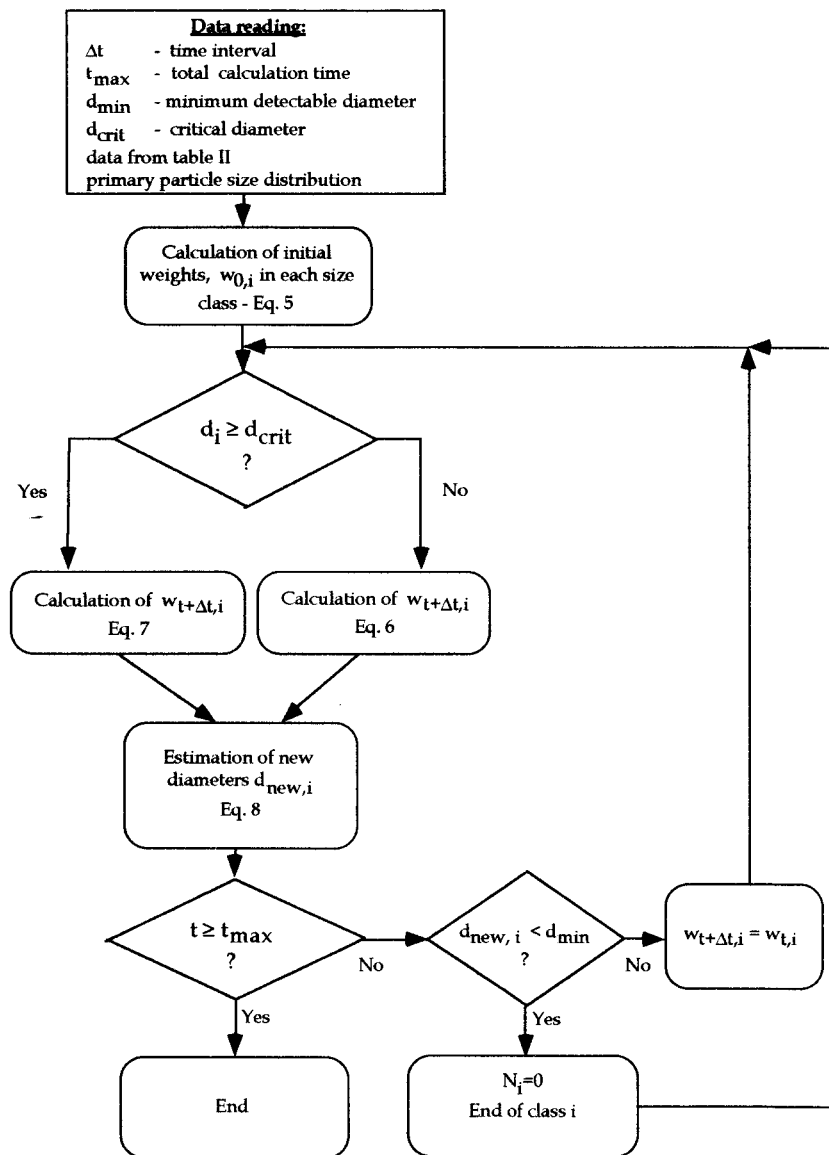 Data reading:
Δt - time interval
tmax - total calculation time
dmin - minimum detectable diameter
dcrit - critical diameter
data from table II
primary particle size distribution
Calculation of initial
weights, w0,i in each size
class - Eq. 5
di ≥ dcrit
?
Yes
No
Calculation of wt+Δt,i
Eq. 7
Calculation of wt+Δt,i
Eq. 6
Estimation of new
diameters dnew,i
Eq. 8
t ≥ tmax
?
No
dnew, i < dmin
?
No
wt+Δt,i = wt,i
Yes
Yes
End
Ni=0
End of class i